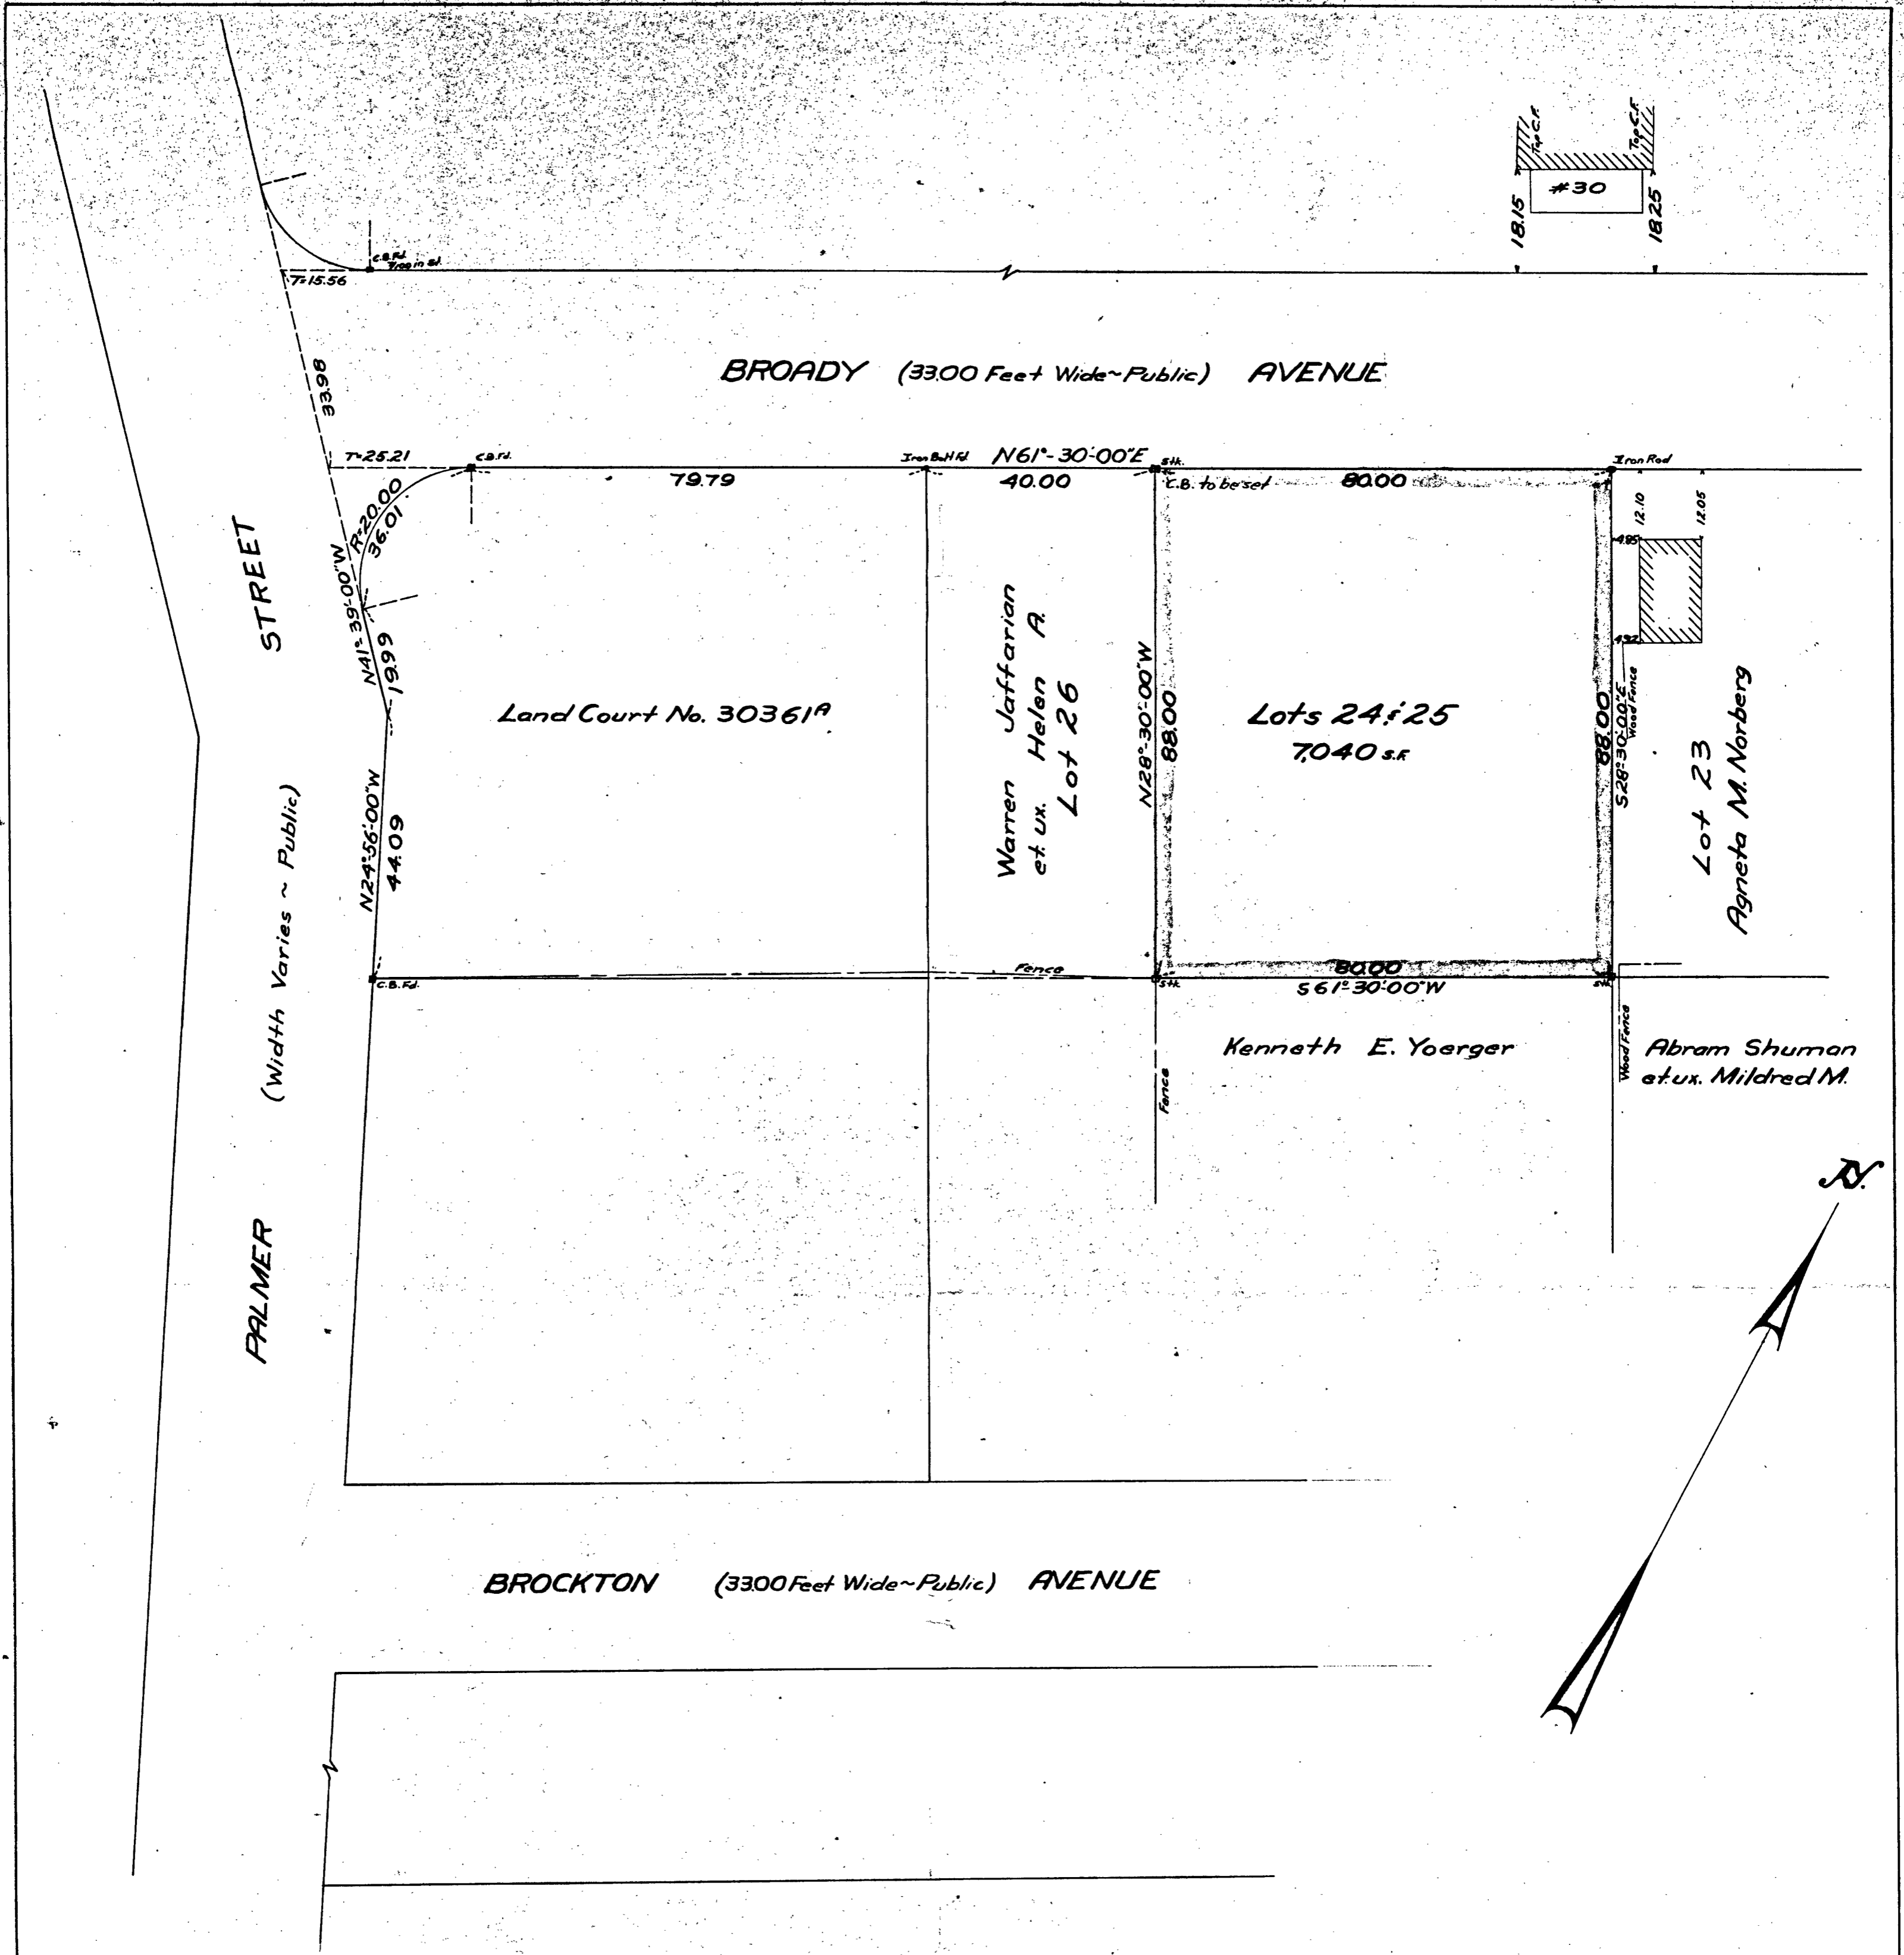 Top C.F.
Top C.F.
#30
18.15
18.25
C.B. Fd.
T=15.56
33.98
BROADY (33.00 Feet Wide~Public) AVENUE
T=25.21
C.B. Fd.
Iron Bolt Fd.
N61°-30'-00"E
Stk.
Iron Rod
79.79
40.00
C.B. to be set
80.00
R=20.00
36.01
12.10
12.05
4.95
4.92
STREET
N41°-39'-00"W
19.99
Land Court No. 30361A
Warren Jaffarian
et ux. Helen A.
Lot 26
N28°-30'-00"W
88.00
Lots 24 & 25
7,040 S.F.
88.00
S28°-30'-00"E
Wood Fence
Lot 23
Agneta M. Norberg
N24°-56'-00"W
44.09
(Width Varies ~ Public)
C.B. Fd.
Fence
Stk.
80.00
S61°-30'-00"W
Stk.
Kenneth E. Yoerger
Fence
Wood Fence
Abram Shuman
et ux. Mildred M.
N.
PALMER
BROCKTON (33.00 Feet Wide~Public) AVENUE